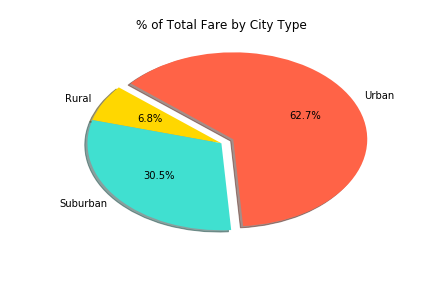 % of Total Fare by City Type
Rural
Urban
6.8%
62.7%
30.5%
Suburban